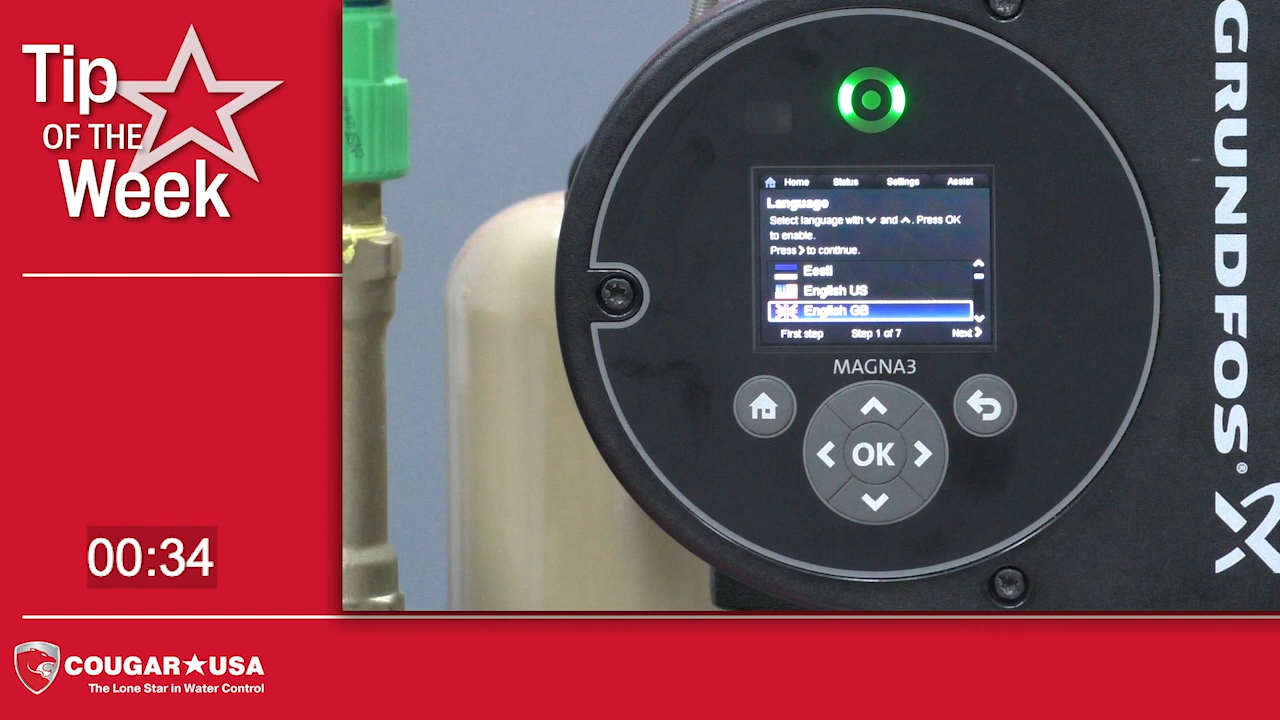 Tip
OF THE
Week
00:34
COUGAR★USA
The Lone Star in Water Control
Home Status Settings Assist
Language
Select language with ⌄ and ⌃. Press OK
to enable.
Press > to continue.
Eesti
English US
English GB
First step Step 1 of 7 Next >
MAGNA3
OK
GRUNDFOS®